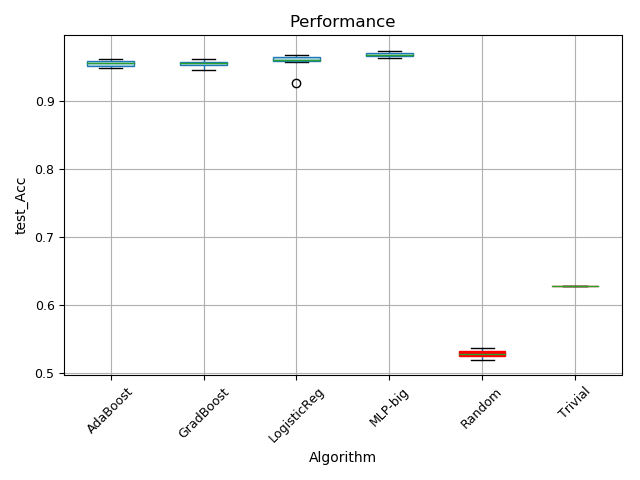 Performance
test_Acc
0.9
0.8
0.7
0.6
0.5
AdaBoost
GradBoost
LogisticReg
MLP-big
Random
Trivial
Algorithm